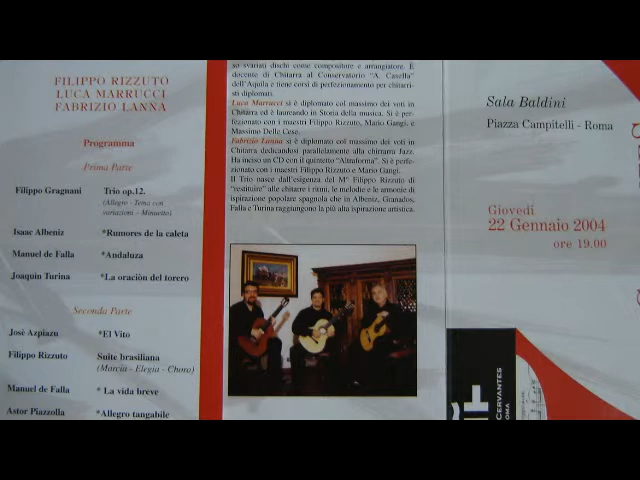 FILIPPO RIZZUTO
LUCA MARRUCCI
FABRIZIO LANNA
Programma
Prima Parte
Filippo Gragnani Trio op.12.
(Allegro - Tema con
variazioni - Minuetto)
Isaac Albeniz *Rumores de la caleta
Manuel de Falla *Andaluza
Joaquin Turina *La oraciòn del torero
Seconda Parte
Josè Azpiazu *El Vito
Filippo Rizzuto Suite brasiliana
(Marcia - Elegia - Choro)
Manuel de Falla * La vida breve
Astor Piazzolla *Allegro tangabile
so svariati dischi come compositore e arrangiatore. È
docente di Chitarra al Conservatorio "A. Casella"
dell'Aquila e tiene corsi di perfezionamento per chitarri-
sti diplomati.
Luca Marrucci si è diplomato col massimo dei voti in
Chitarra ed è laureando in Storia della musica. Si è per-
fezionato con i maestri Filippo Rizzuto, Mario Gangi, e
Massimo Delle Cese.
Fabrizio Lanna si è diplomato col massimo dei voti in
Chitarra dedicandosi parallelamente alla chitarra Jazz.
Ha inciso un CD con il quintetto "Altraforma". Si è perfe-
zionato con i maestri Filippo Rizzuto e Mario Gangi.
Il Trio nasce dall'esigenza del M° Filippo Rizzuto di
"restituire" alle chitarre i ritmi, le melodie e le armonie di
ispirazione popolare spagnola che in Albeniz, Granados,
Falla e Turina raggiungono la più alta ispirazione artistica.
Sala Baldini
Piazza Campitelli - Roma
Giovedì
22 Gennaio 2004
ore 19.00
CERVANTES
ROMA